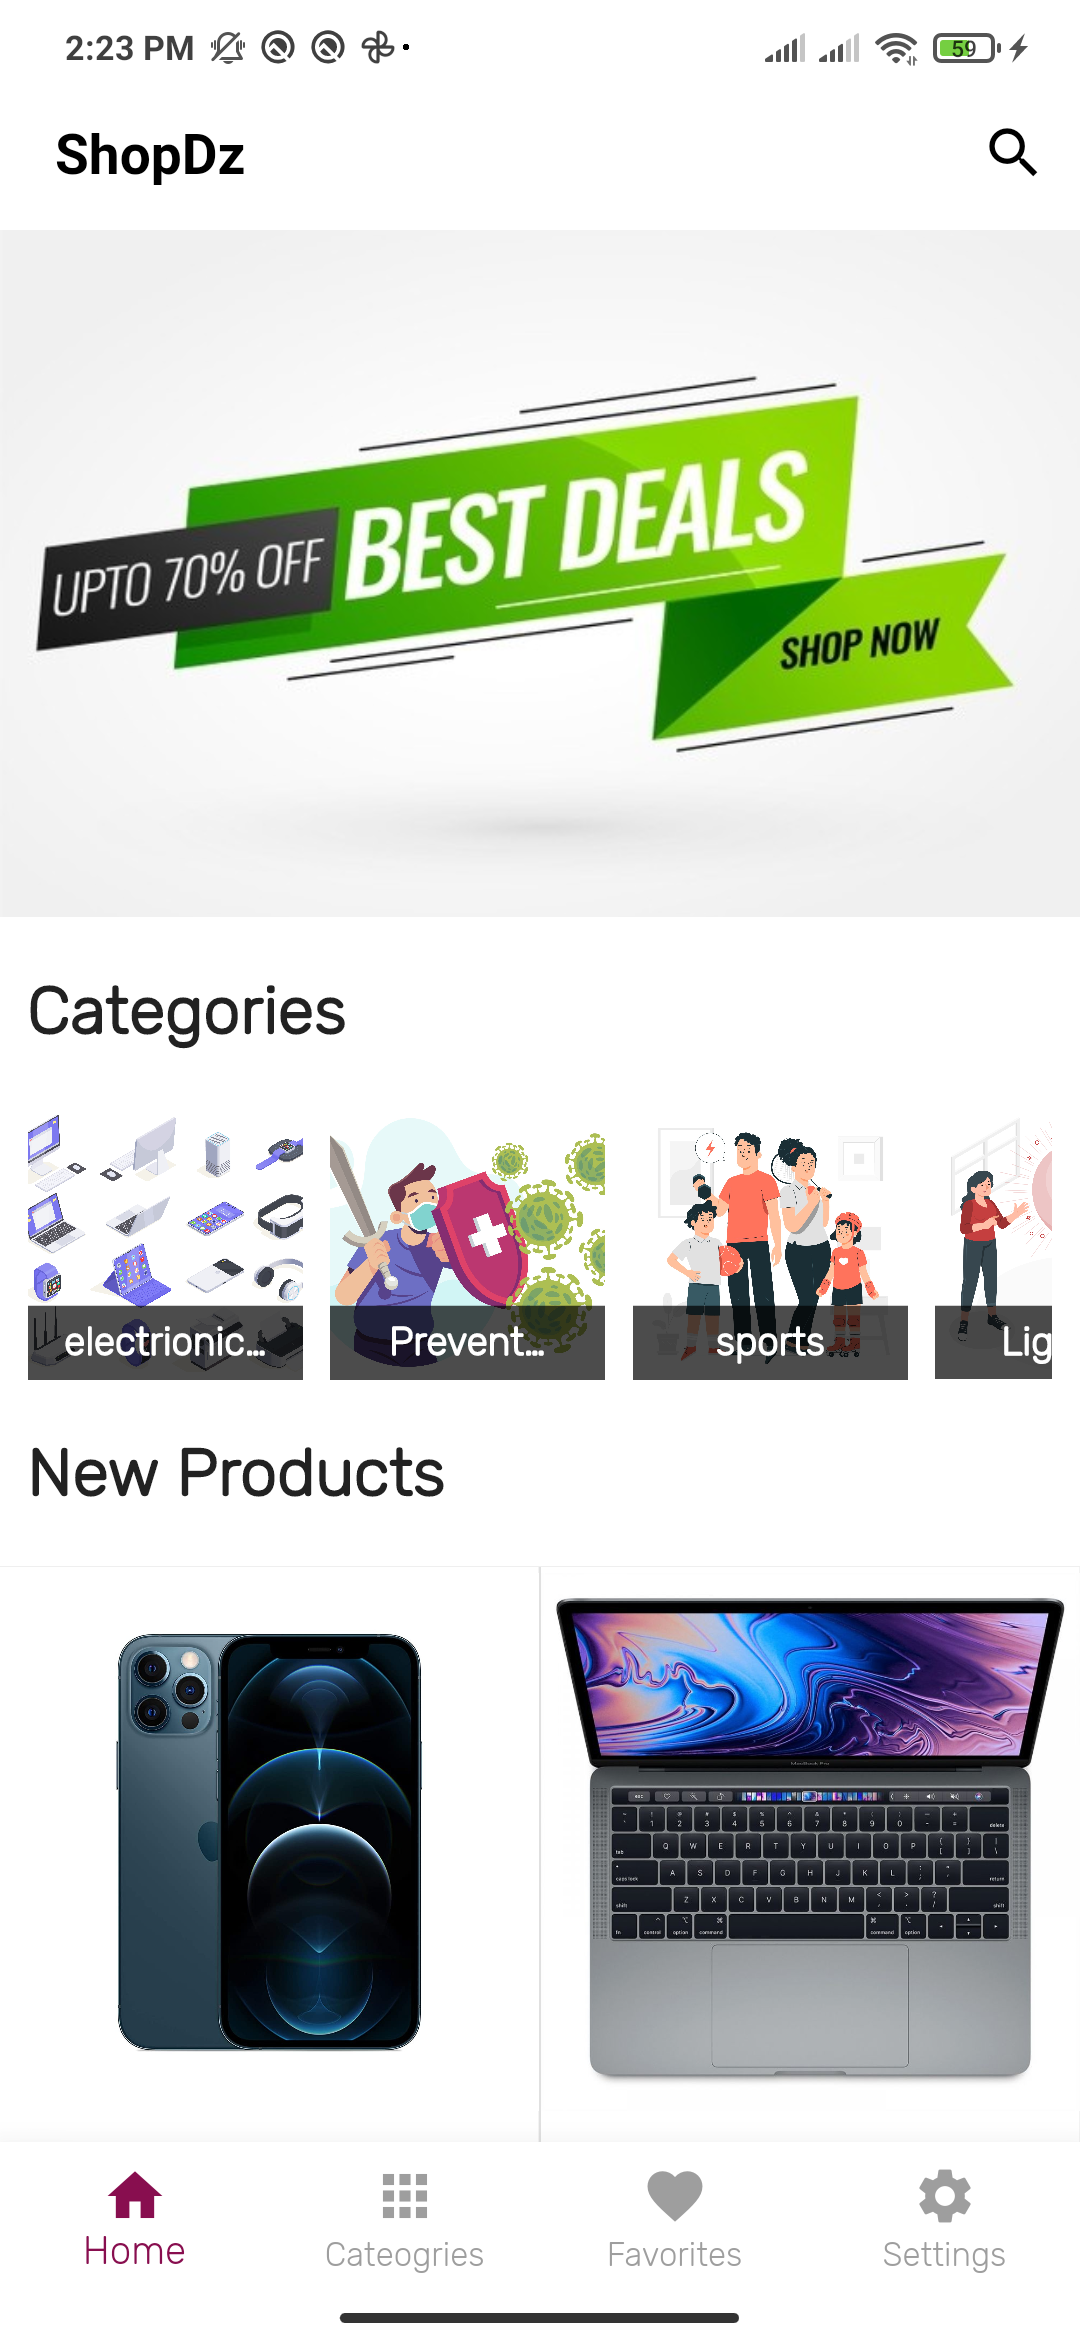 2:23 PM
59
ShopDz
BEST DEALS
UPTO 70% OFF
SHOP NOW
Categories
electrionic...
Prevent...
sports
Lig
New Products
Home
Cateogries
Favorites
Settings